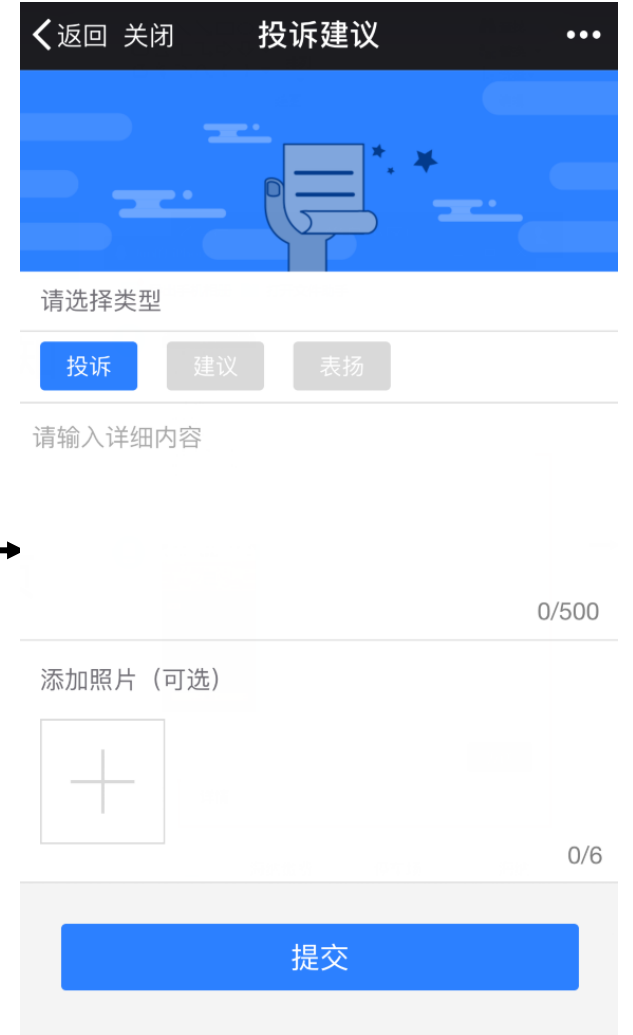 返回 关闭 投诉建议
请选择类型
投诉 建议 表扬
请输入详细内容
0/500
添加照片（可选）
0/6
提交